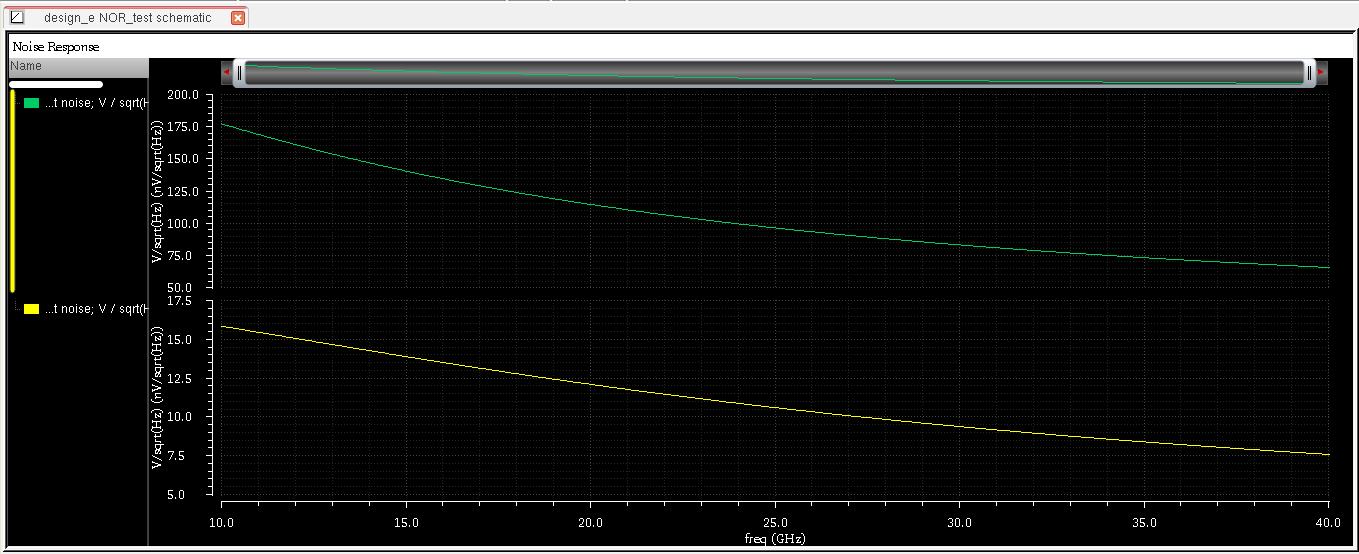 design_e NOR_test schematic
Noise Response
Name
...t noise; V / sqrt(H
...t noise; V / sqrt(H
V/sqrt(Hz) (nV/sqrt(Hz))
200.0
175.0
150.0
125.0
100.0
75.0
50.0
V/sqrt(Hz) (nV/sqrt(Hz))
17.5
15.0
12.5
10.0
7.5
5.0
10.0 15.0 20.0 25.0 30.0 35.0 40.0
freq (GHz)